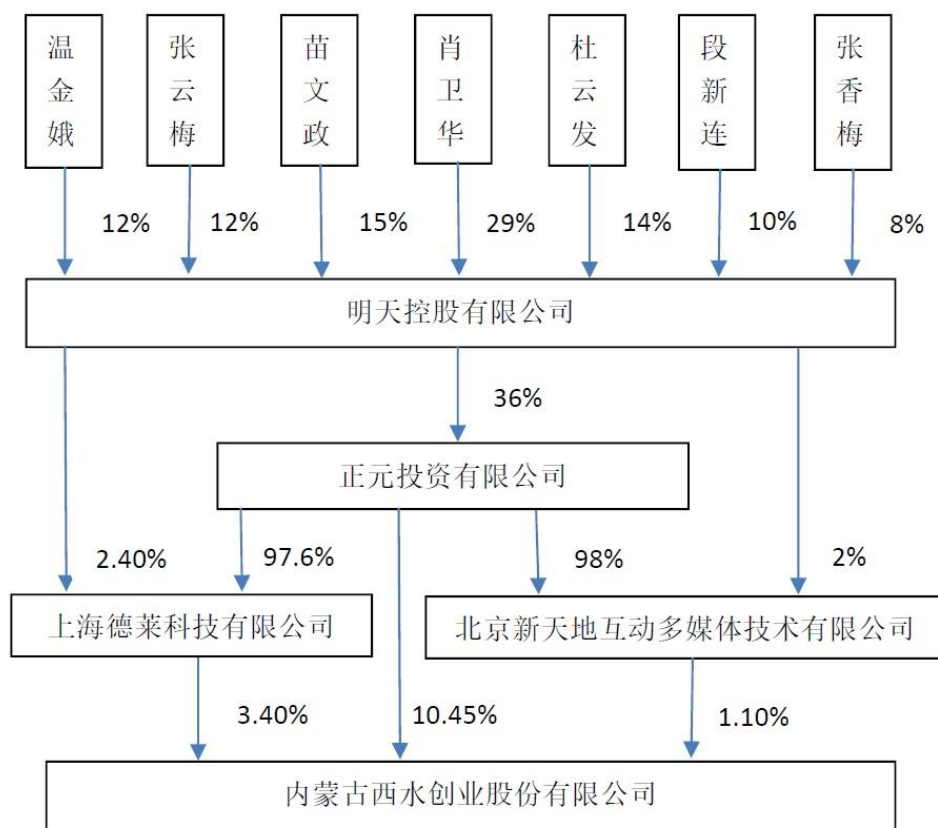 温金娥
张云梅
苗文政
肖卫华
杜云发
段新连
张香梅
12%
12%
15%
29%
14%
10%
8%
明天控股有限公司
36%
正元投资有限公司
2.40%
97.6%
98%
2%
上海德莱科技有限公司
北京新天地互动多媒体技术有限公司
3.40%
10.45%
1.10%
内蒙古西水创业股份有限公司